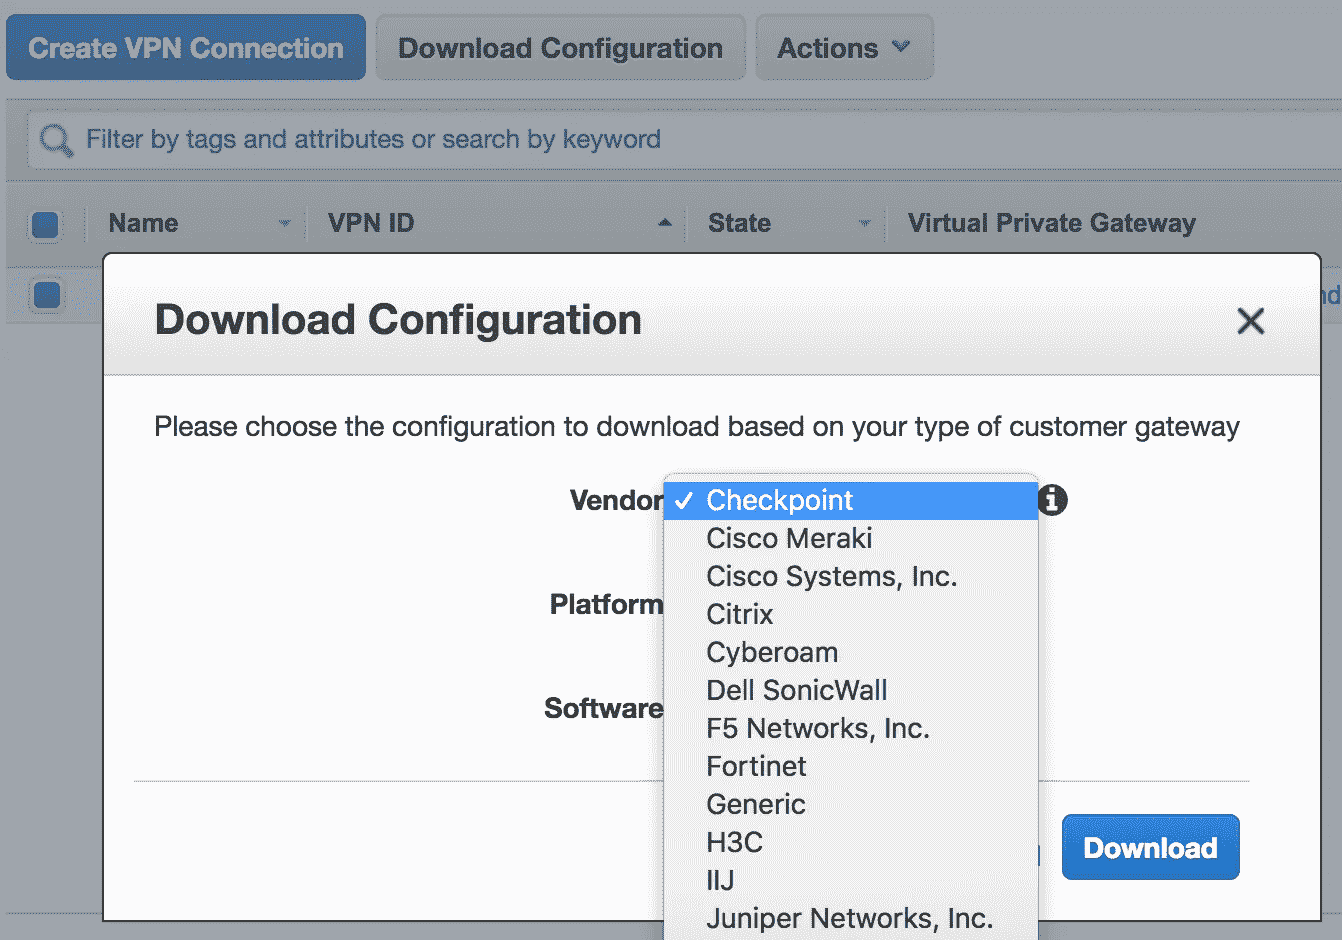 Create VPN Connection Download Configuration Actions
Filter by tags and attributes or search by keyword
Name VPN ID State Virtual Private Gateway
Download Configuration
Please choose the configuration to download based on your type of customer gateway
Vendor ✓ Checkpoint
Cisco Meraki
Cisco Systems, Inc.
Citrix
Platform
Cyberoam
Dell SonicWall
Software
F5 Networks, Inc.
Fortinet
Generic
H3C
Download
IIJ
Juniper Networks, Inc.